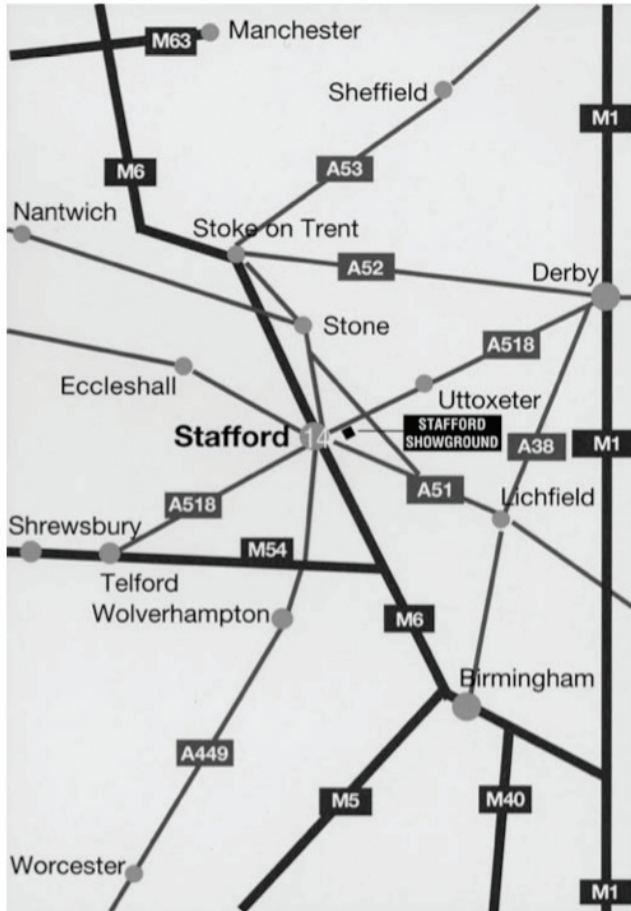 Manchester
M63
Sheffield
M1
M6
A53
Nantwich
Stoke on Trent
A52
Derby
Stone
A518
Eccleshall
Uttoxeter
Stafford
14
STAFFORD
SHOWGROUND
A38
M1
A51
A518
Lichfield
Shrewsbury
M54
Telford
Wolverhampton
M6
Birmingham
A449
M5
M40
Worcester
M1